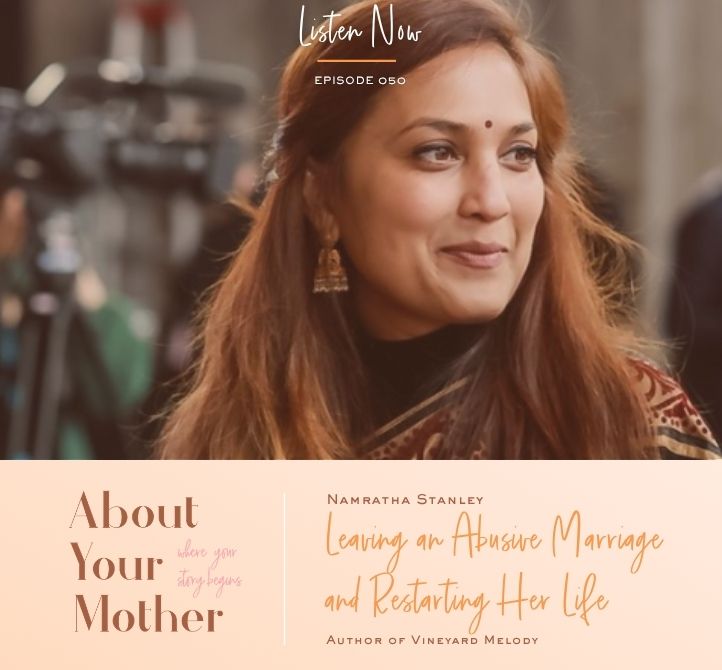 Listen Now
EPISODE 050
About
Your
where your
story begins
Mother
Namratha Stanley
Leaving an Abusive Marriage
and Restarting Her Life
Author of Vineyard Melody